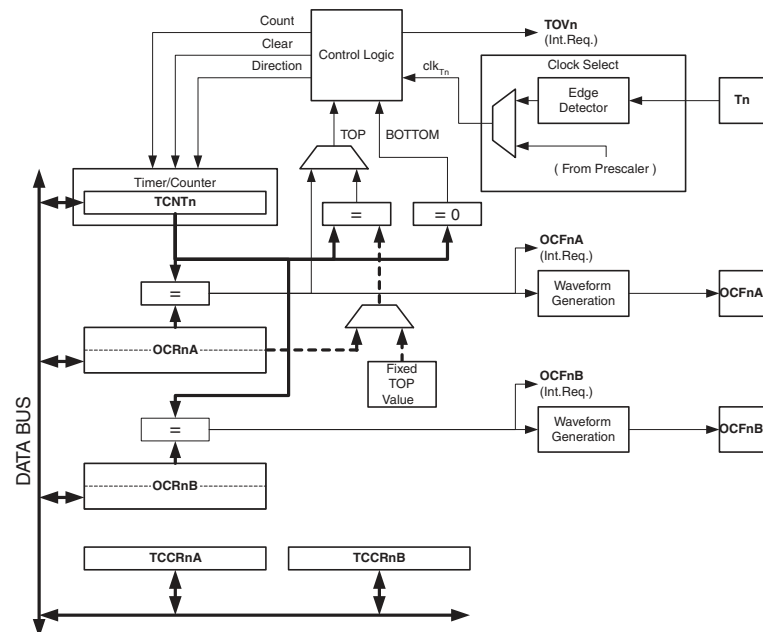 Count
Clear
Direction
Control Logic
TOVn
(Int.Req.)
clkTn
Clock Select
Edge
Detector
Tn
( From Prescaler )
TOP
BOTTOM
Timer/Counter
TCNTn
=
= 0
=
OCRnA
OCFnA
(Int.Req.)
Waveform
Generation
OCFnA
Fixed
TOP
Value
=
OCRnB
OCFnB
(Int.Req.)
Waveform
Generation
OCFnB
DATA BUS
TCCRnA
TCCRnB